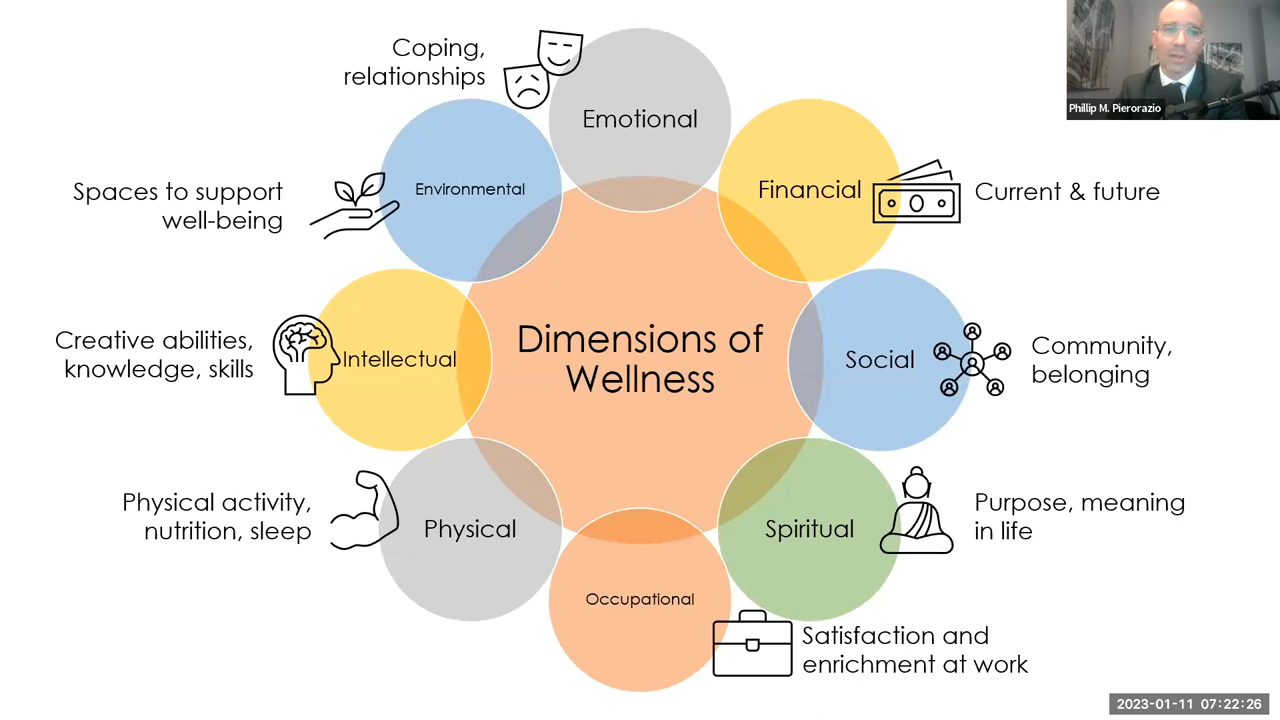 Coping,
relationships
Emotional
Phillip M. Pierorazio
Environmental
Financial
Spaces to support
well-being
Current & future
Dimensions of
Wellness
Creative abilities,
knowledge, skills
Intellectual
Social
Community,
belonging
Physical activity,
nutrition, sleep
Physical
Spiritual
Purpose, meaning
in life
Occupational
Satisfaction and
enrichment at work
2023-01-11 07:22:26